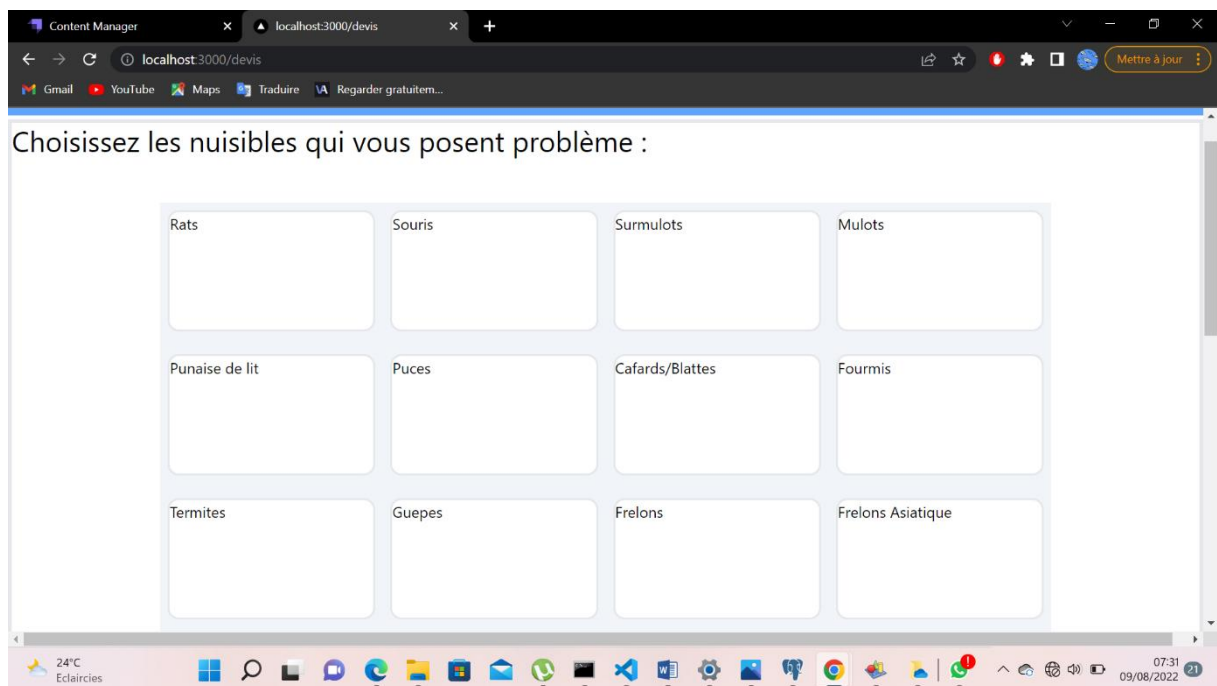 Content Manager
localhost:3000/devis
localhost:3000/devis
Mettre à jour
Gmail
YouTube
Maps
Traduire
Regarder gratuitem...
Choisissez les nuisibles qui vous posent problème :
Rats
Souris
Surmulots
Mulots
Punaise de lit
Puces
Cafards/Blattes
Fourmis
Termites
Guepes
Frelons
Frelons Asiatique
24°C
Eclaircies
07:31
09/08/2022
21